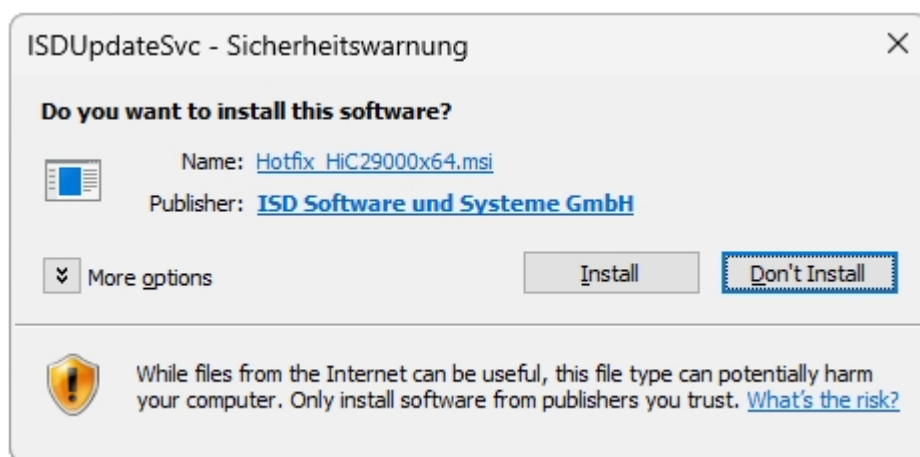 ISDUpdateSvc - Sicherheitswarnung
Do you want to install this software?
Name: Hotfix_HiC29000x64.msi
Publisher: ISD Software und Systeme GmbH
More options
Install
Don't Install
While files from the Internet can be useful, this file type can potentially harm
your computer. Only install software from publishers you trust. What's the risk?